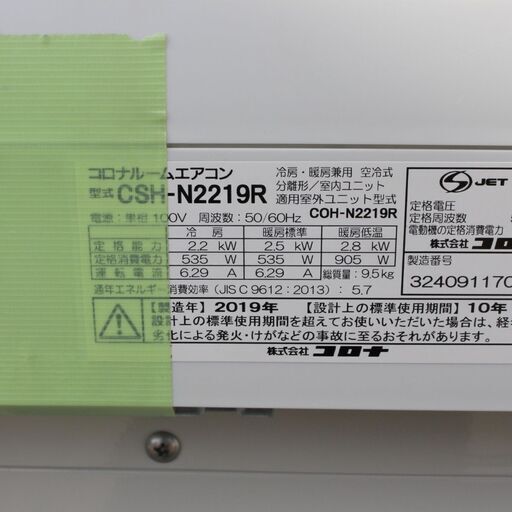 コロナルームエアコン
型式 CSH-N2219R
冷房・暖房兼用 空冷式
分離形/室内ユニット
適用室外ユニット型式
COH-N2219R
電源:単相 100V 周波数:50/60Hz
冷 房 暖房標準 暖房低温
定格能力 2.2 kW 2.5 kW 2.8 kW
定格消費電力 535 W 535 W 905 W
運転電流 6.29 A 6.29 A 総質量:9.5kg
通年エネルギー消費効率(JIS C 9612:2013):5.7
【製造年】2019年 【設計上の標準使用期間】10年
設計上の標準使用期間を超えてお使いいただいた場合は、経
劣化による発火・けがなどの事故に至るおそれがあります。
株式会社 コロナ
JET
定格電圧
定格周波数
電動機の定格消費電力
株式会社 コロ
製造番号
324091170